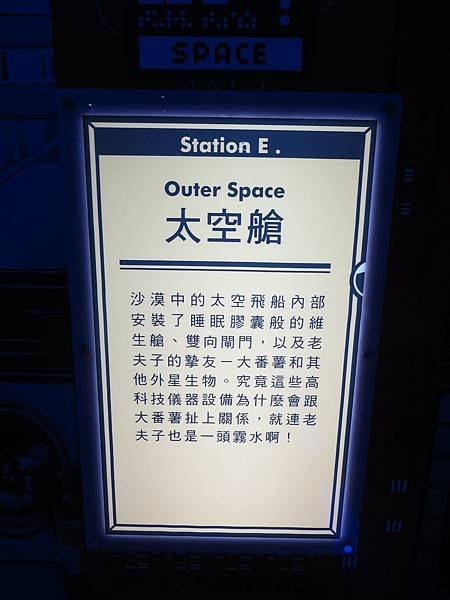 SPACE
Station E .
Outer Space
太空艙
沙漠中的太空飛船內部
安裝了睡眠膠囊般的維
生艙、雙向閘門，以及老
夫子的摯友－大番薯和其
他外星生物。究竟這些高
科技儀器設備為什麼會跟
大番薯扯上關係，就連老
夫子也是一頭霧水啊！